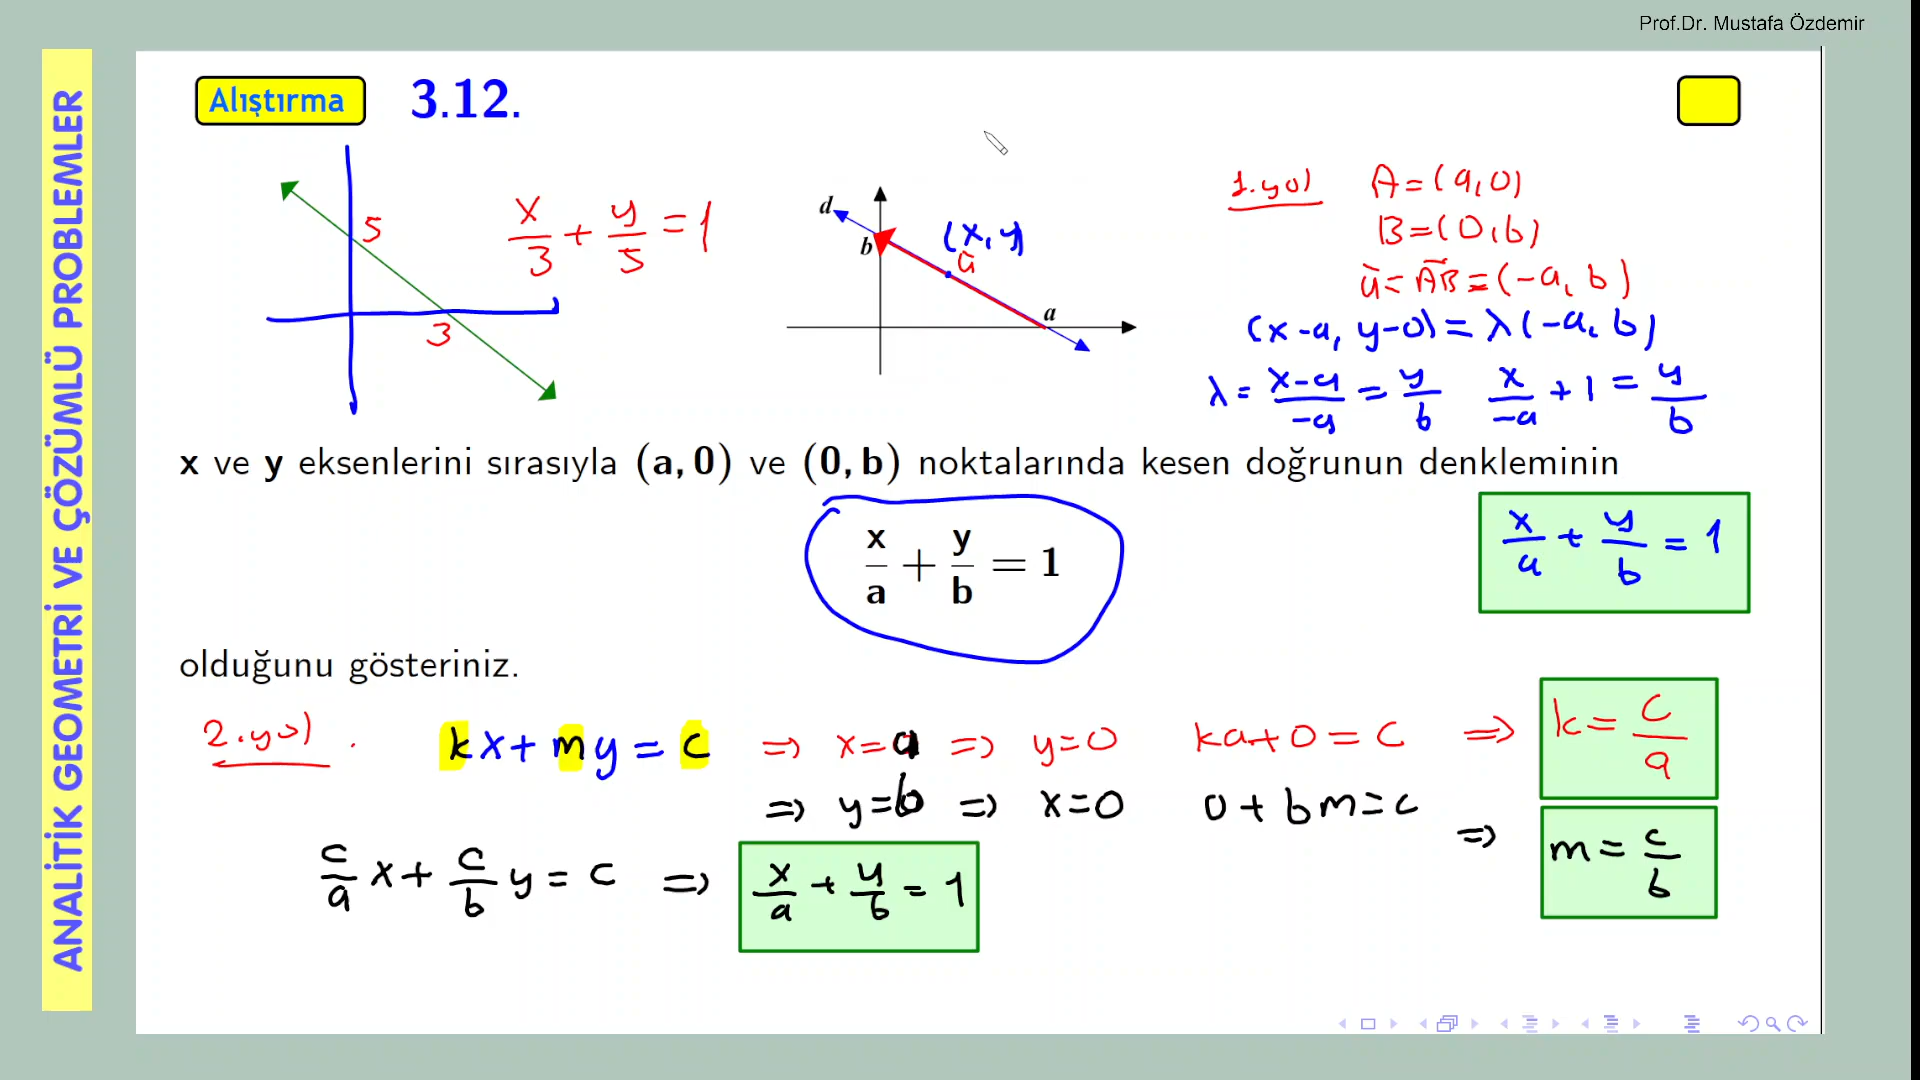 Prof.Dr. Mustafa Özdemir
ANALİTİK GEOMETRİ VE ÇÖZÜMLÜ PROBLEMLER
Alıştırma 3.12.
5
3
x/3 + y/5 = 1
d
b
(x, y)
ū
a
1.yol
A = (a, 0)
B = (0, b)
ū = AB = (-a, b)
(x-a, y-0) = λ(-a, b)
λ = x-a/-a = y/b x/-a + 1 = y/b
x ve y eksenlerini sırasıyla (a, 0) ve (0, b) noktalarında kesen doğrunun denkleminin
x/a + y/b = 1
x/a + y/b = 1
olduğunu gösteriniz.
2.yol. kx + my = c ⇒ x = a ⇒ y = 0 ka + 0 = c ⇒ k = c/a
⇒ y = b ⇒ x = 0 0 + bm = c ⇒ m = c/b
c/a x + c/b y = c ⇒ x/a + y/b = 1